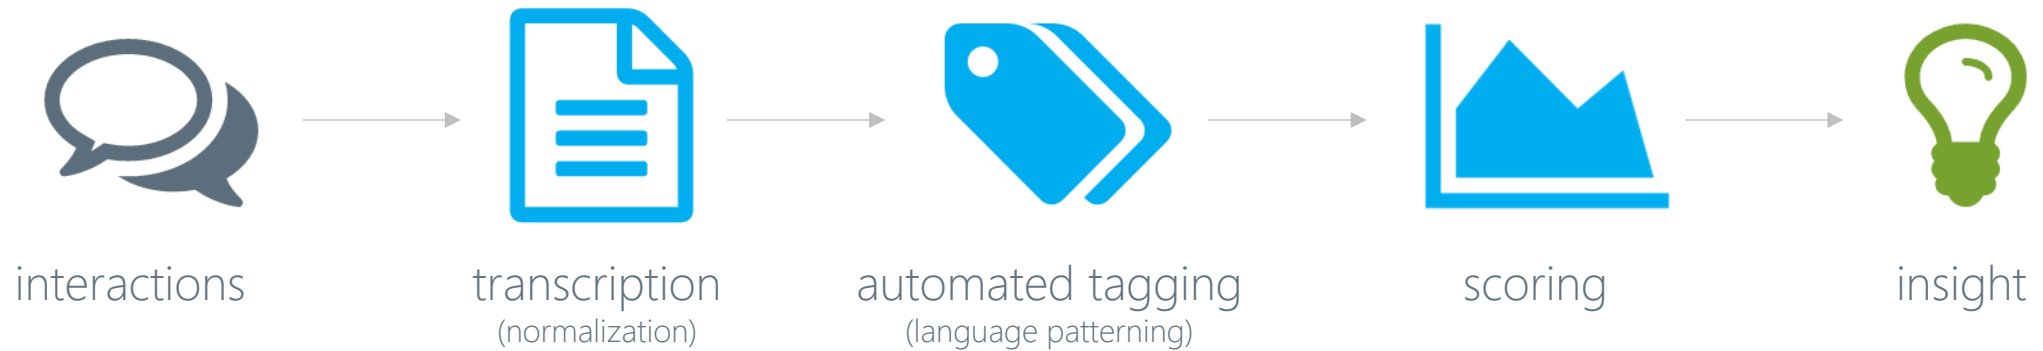 interactions
transcription
(normalization)
automated tagging
(language patterning)
scoring
insight